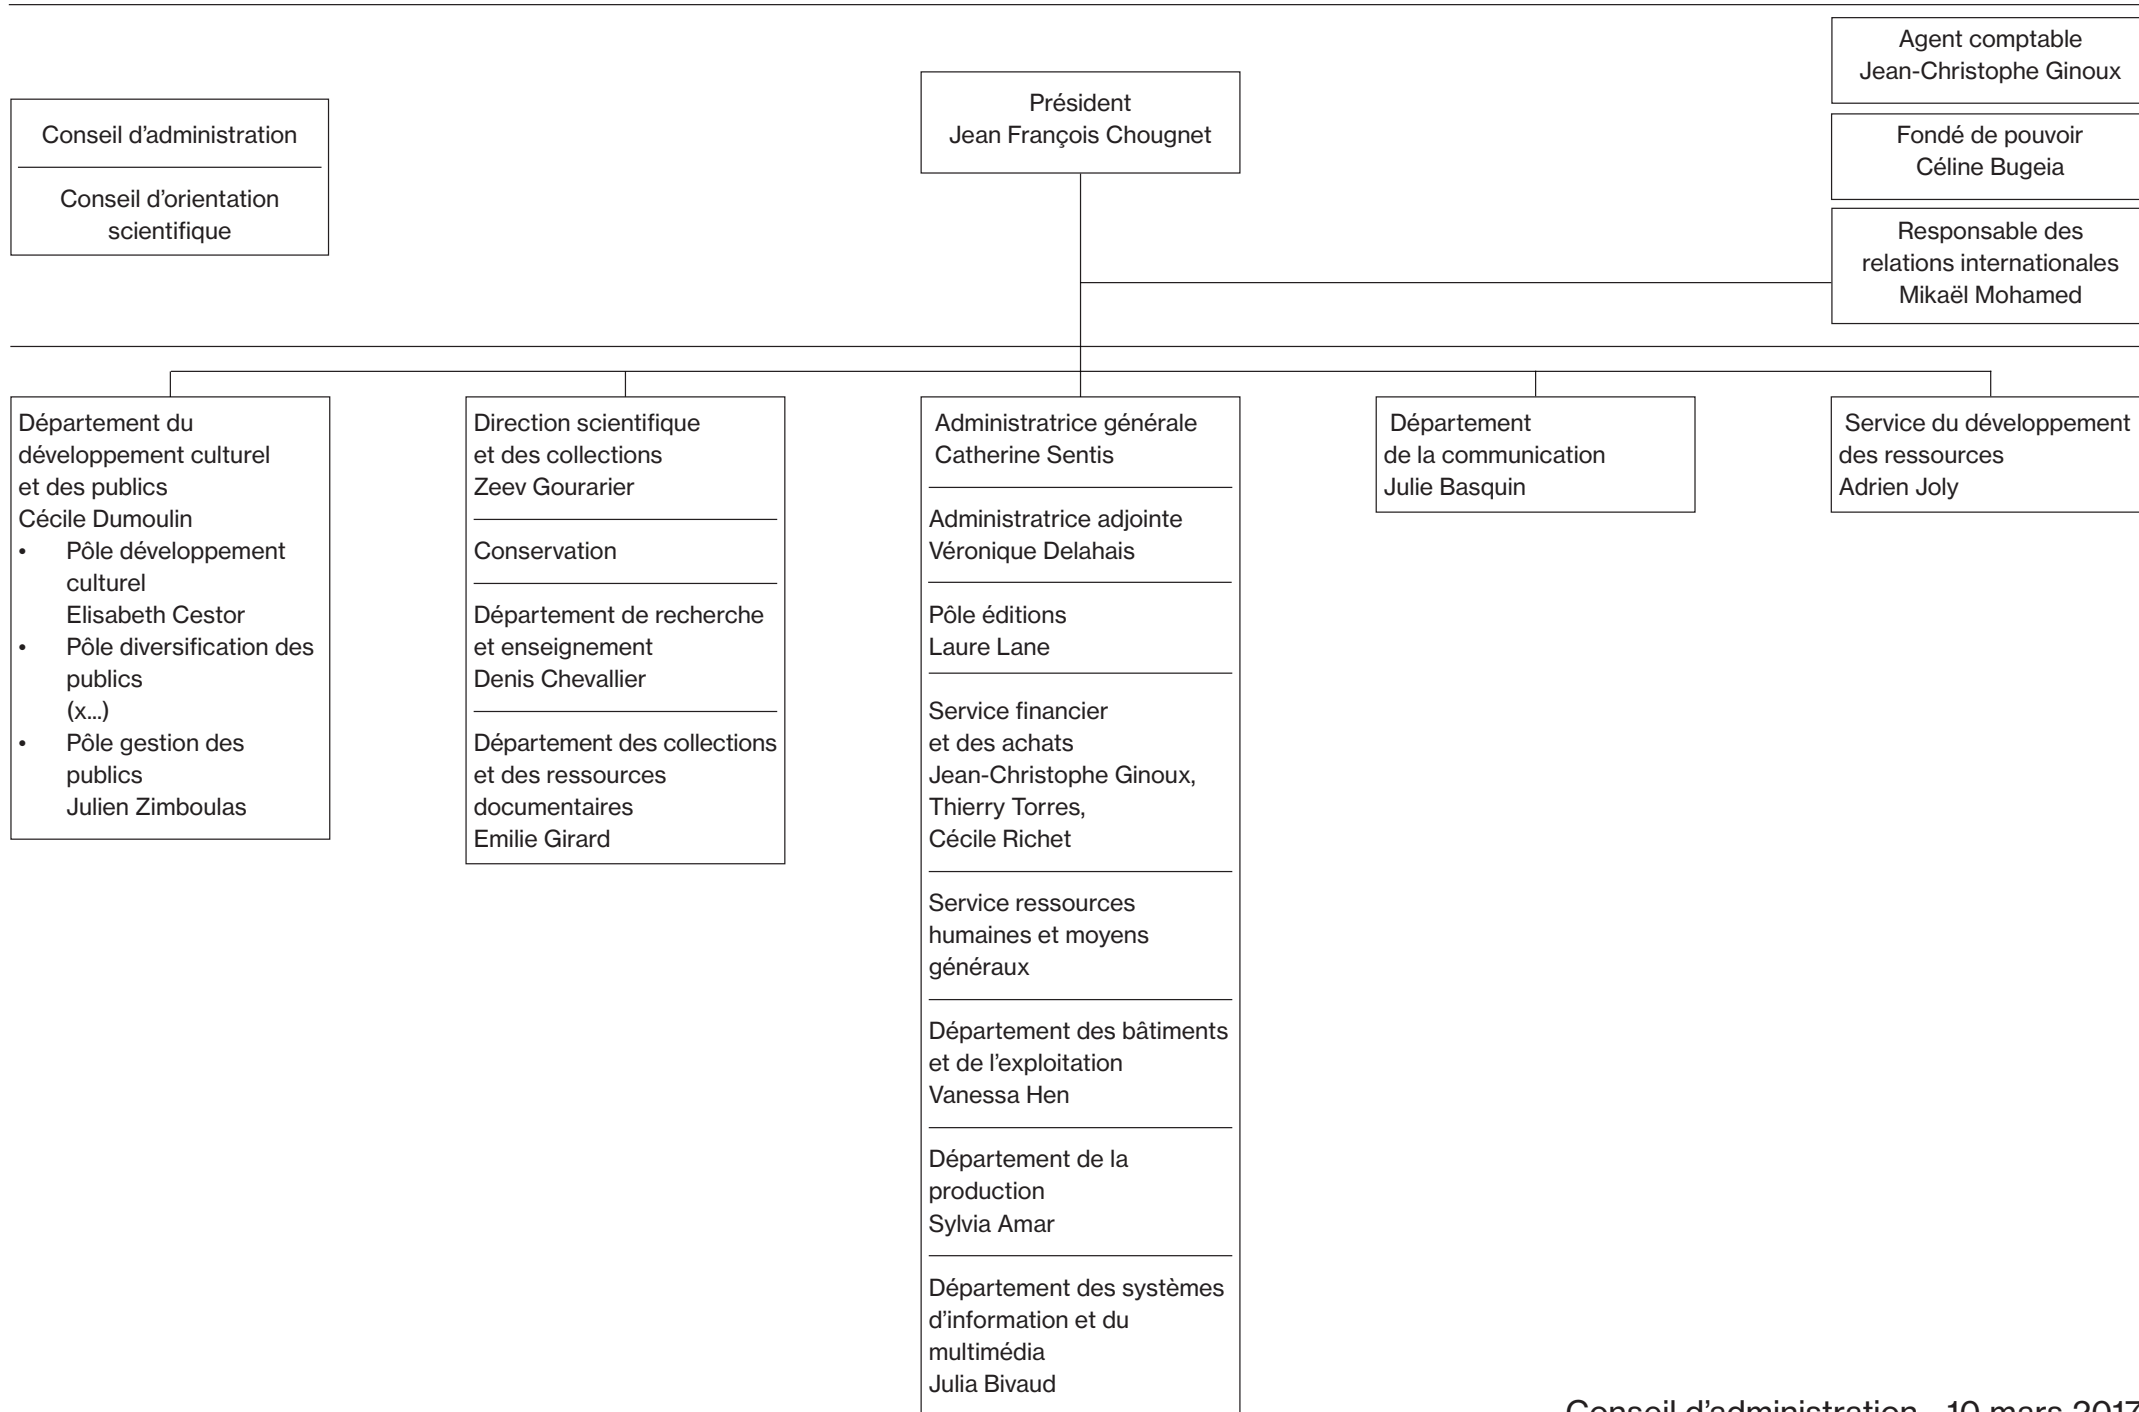 Agent comptable
Jean-Christophe Ginoux
Président
Jean François Chougnet
Conseil d'administration
Conseil d'orientation
scientifique
Fondé de pouvoir
Céline Bugeia
Responsable des
relations internationales
Mikaël Mohamed
Département du
développement culturel
et des publics
Cécile Dumoulin
• Pôle développement
culturel
Elisabeth Cestor
• Pôle diversification des
publics
(x...)
• Pôle gestion des
publics
Julien Zimboulas
Direction scientifique
et des collections
Zeev Gourarier
Conservation
Département de recherche
et enseignement
Denis Chevallier
Département des collections
et des ressources
documentaires
Emilie Girard
Administratrice générale
Catherine Sentis
Administratrice adjointe
Véronique Delahais
Pôle éditions
Laure Lane
Service financier
et des achats
Jean-Christophe Ginoux,
Thierry Torres,
Cécile Richet
Service ressources
humaines et moyens
généraux
Département des bâtiments
et de l'exploitation
Vanessa Hen
Département de la
production
Sylvia Amar
Département des systèmes
d'information et du
multimédia
Julia Bivaud
Département
de la communication
Julie Basquin
Service du développement
des ressources
Adrien Joly
Conseil d'administration - 10 mars 2017